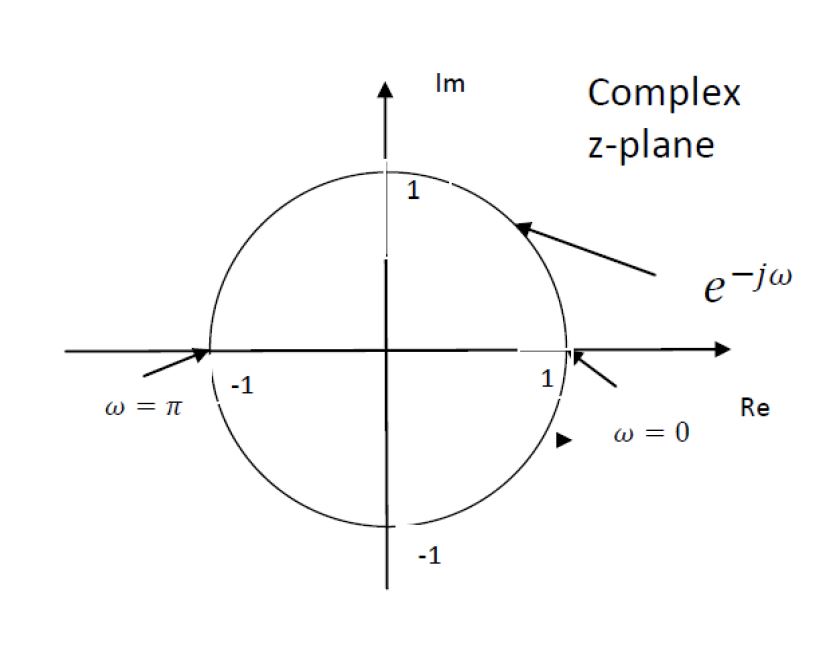 Im
Complex
z-plane
1
e^{-jω}
-1
1
ω = π
Re
ω = 0
-1